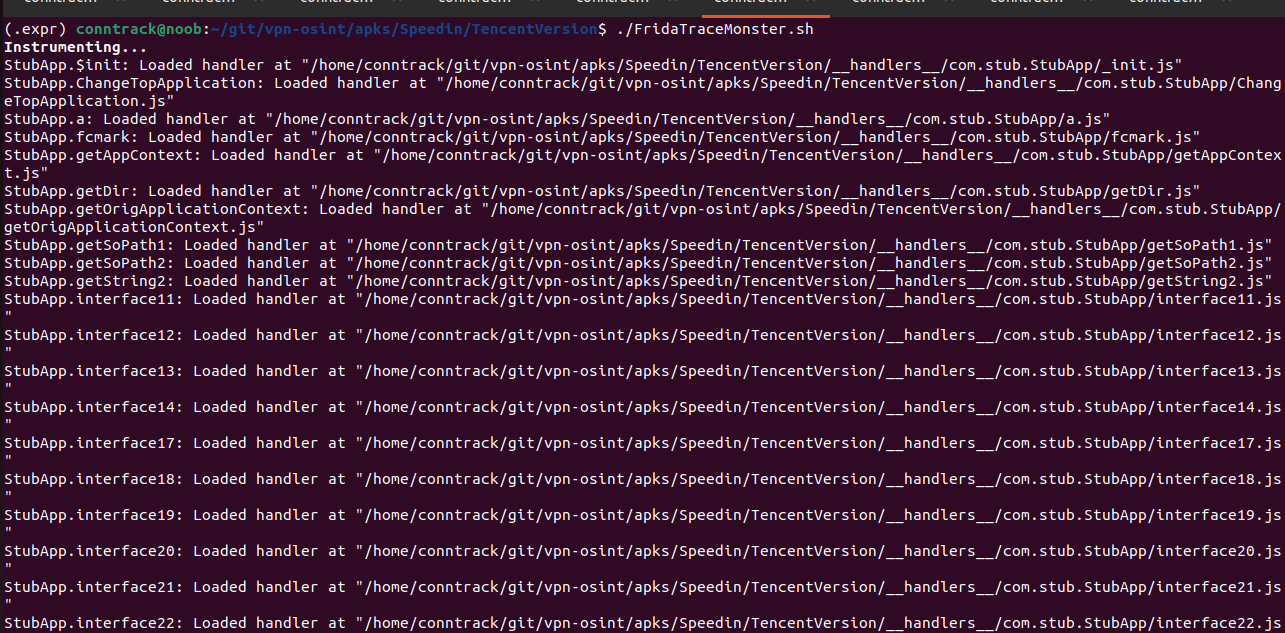 (.expr) conntrack@noob:~/git/vpn-osint/apks/Speedin/TencentVersion$ ./FridaTraceMonster.sh
Instrumenting...
StubApp.$init: Loaded handler at "/home/conntrack/git/vpn-osint/apks/Speedin/TencentVersion/__handlers__/com.stub.StubApp/_init.js"
StubApp.ChangeTopApplication: Loaded handler at "/home/conntrack/git/vpn-osint/apks/Speedin/TencentVersion/__handlers__/com.stub.StubApp/Chang
eTopApplication.js"
StubApp.a: Loaded handler at "/home/conntrack/git/vpn-osint/apks/Speedin/TencentVersion/__handlers__/com.stub.StubApp/a.js"
StubApp.fcmark: Loaded handler at "/home/conntrack/git/vpn-osint/apks/Speedin/TencentVersion/__handlers__/com.stub.StubApp/fcmark.js"
StubApp.getAppContext: Loaded handler at "/home/conntrack/git/vpn-osint/apks/Speedin/TencentVersion/__handlers__/com.stub.StubApp/getAppContex
t.js"
StubApp.getDir: Loaded handler at "/home/conntrack/git/vpn-osint/apks/Speedin/TencentVersion/__handlers__/com.stub.StubApp/getDir.js"
StubApp.getOrigApplicationContext: Loaded handler at "/home/conntrack/git/vpn-osint/apks/Speedin/TencentVersion/__handlers__/com.stub.StubApp/
getOrigApplicationContext.js"
StubApp.getSoPath1: Loaded handler at "/home/conntrack/git/vpn-osint/apks/Speedin/TencentVersion/__handlers__/com.stub.StubApp/getSoPath1.js"
StubApp.getSoPath2: Loaded handler at "/home/conntrack/git/vpn-osint/apks/Speedin/TencentVersion/__handlers__/com.stub.StubApp/getSoPath2.js"
StubApp.getString2: Loaded handler at "/home/conntrack/git/vpn-osint/apks/Speedin/TencentVersion/__handlers__/com.stub.StubApp/getString2.js"
StubApp.interface11: Loaded handler at "/home/conntrack/git/vpn-osint/apks/Speedin/TencentVersion/__handlers__/com.stub.StubApp/interface11.js
"
StubApp.interface12: Loaded handler at "/home/conntrack/git/vpn-osint/apks/Speedin/TencentVersion/__handlers__/com.stub.StubApp/interface12.js
"
StubApp.interface13: Loaded handler at "/home/conntrack/git/vpn-osint/apks/Speedin/TencentVersion/__handlers__/com.stub.StubApp/interface13.js
"
StubApp.interface14: Loaded handler at "/home/conntrack/git/vpn-osint/apks/Speedin/TencentVersion/__handlers__/com.stub.StubApp/interface14.js
"
StubApp.interface17: Loaded handler at "/home/conntrack/git/vpn-osint/apks/Speedin/TencentVersion/__handlers__/com.stub.StubApp/interface17.js
"
StubApp.interface18: Loaded handler at "/home/conntrack/git/vpn-osint/apks/Speedin/TencentVersion/__handlers__/com.stub.StubApp/interface18.js
"
StubApp.interface19: Loaded handler at "/home/conntrack/git/vpn-osint/apks/Speedin/TencentVersion/__handlers__/com.stub.StubApp/interface19.js
"
StubApp.interface20: Loaded handler at "/home/conntrack/git/vpn-osint/apks/Speedin/TencentVersion/__handlers__/com.stub.StubApp/interface20.js
"
StubApp.interface21: Loaded handler at "/home/conntrack/git/vpn-osint/apks/Speedin/TencentVersion/__handlers__/com.stub.StubApp/interface21.js
"
StubApp.interface22: Loaded handler at "/home/conntrack/git/vpn-osint/apks/Speedin/TencentVersion/__handlers__/com.stub.StubApp/interface22.js